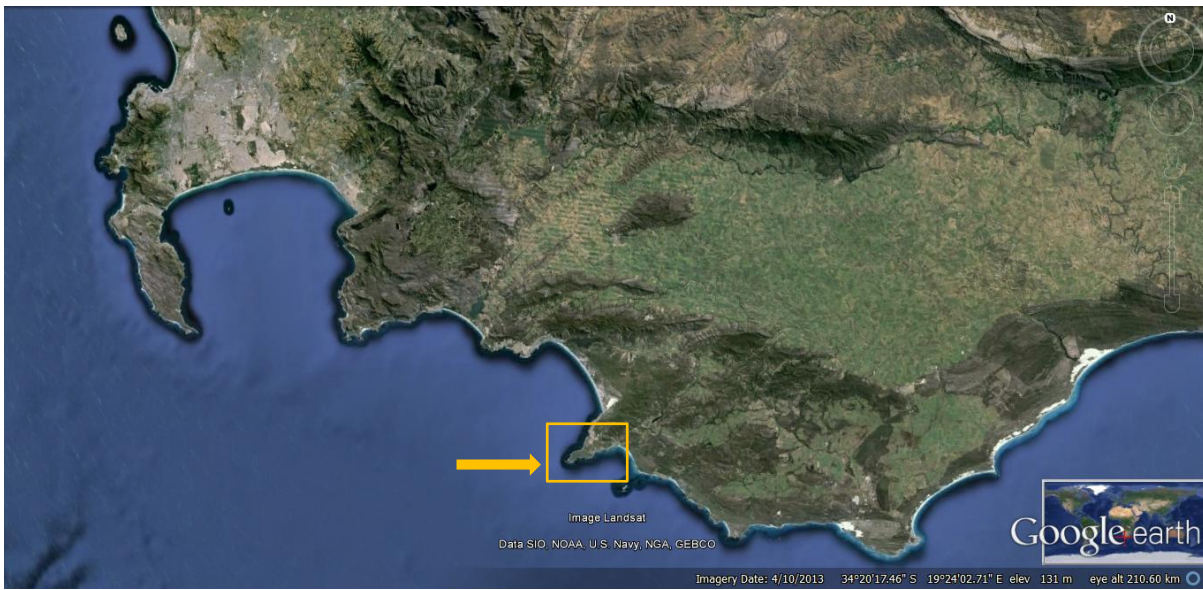 N
Image Landsat
Data SIO, NOAA, U.S. Navy, NGA, GEBCO
Google earth
Imagery Date: 4/10/2013 34°20'17.46" S 19°24'02.71" E elev 131 m eye alt 210.60 km